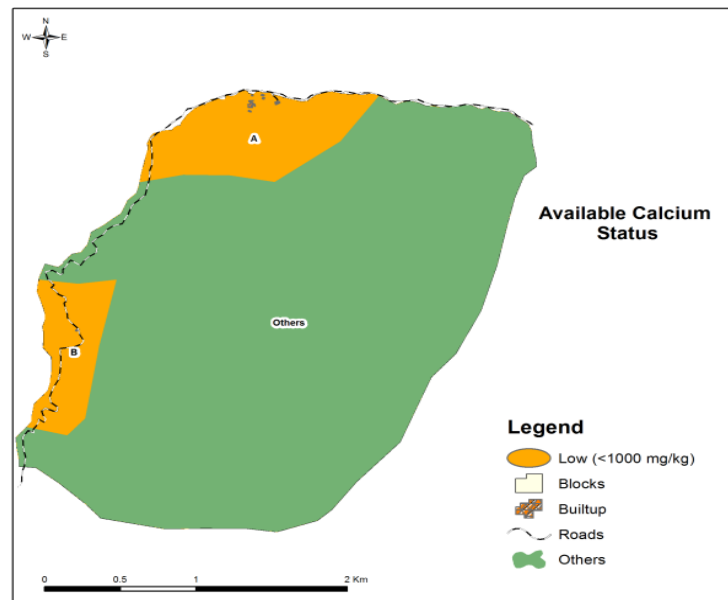 N
W E
S
A
Available Calcium
Status
Others
B
Legend
Low (<1000 mg/kg)
Blocks
Builtup
Roads
Others
0 0.5 1 2 Km